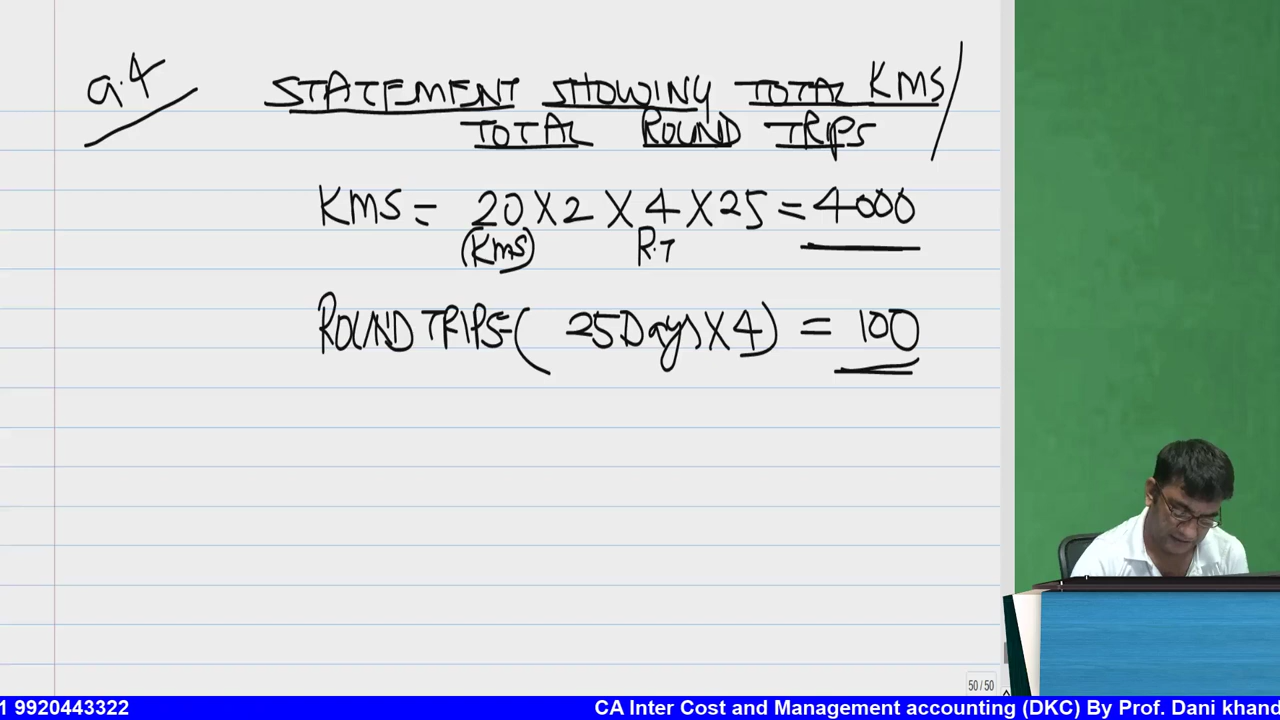 Q.4
STATEMENT SHOWING TOTAL KMS/
TOTAL ROUND TRIPS
KMS = 20 X 2 X 4 X 25 = 4000
(Kms) R.T
ROUND TRIPS = ( 25 Days X 4) = 100
50 / 50
1 9920443322 CA Inter Cost and Management accounting (DKC) By Prof. Dani khand